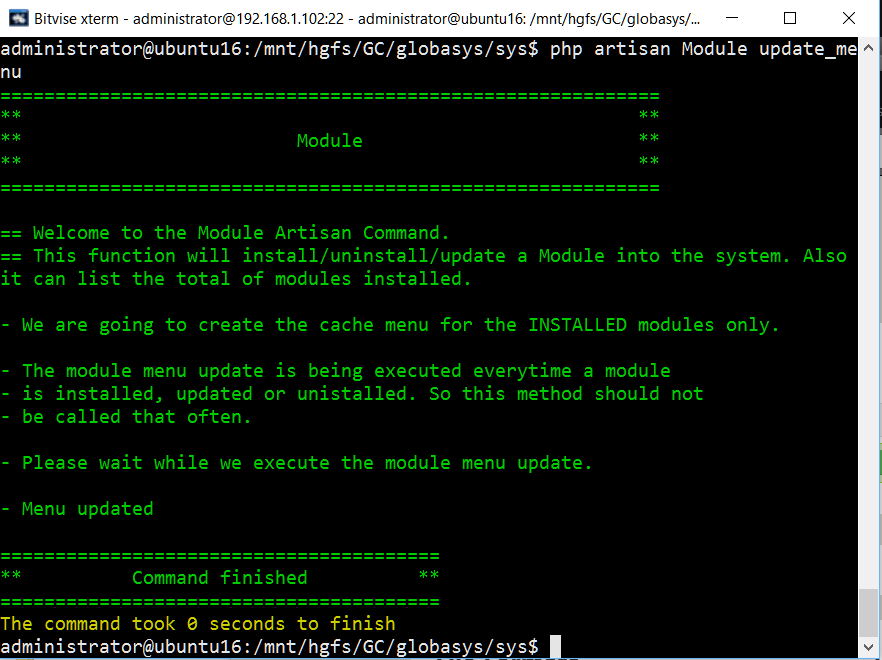 Bitvise xterm - administrator@192.168.1.102:22 - administrator@ubuntu16: /mnt/hgfs/GC/globasys/...
administrator@ubuntu16:/mnt/hgfs/GC/globasys/sys$ php artisan Module update_me
nu
============================================================
** **
** Module **
** **
============================================================
== Welcome to the Module Artisan Command.
== This function will install/uninstall/update a Module into the system. Also
it can list the total of modules installed.
- We are going to create the cache menu for the INSTALLED modules only.
- The module menu update is being executed everytime a module
- is installed, updated or unistalled. So this method should not
- be called that often.
- Please wait while we execute the module menu update.
- Menu updated
========================================
** Command finished **
========================================
The command took 0 seconds to finish
administrator@ubuntu16:/mnt/hgfs/GC/globasys/sys$